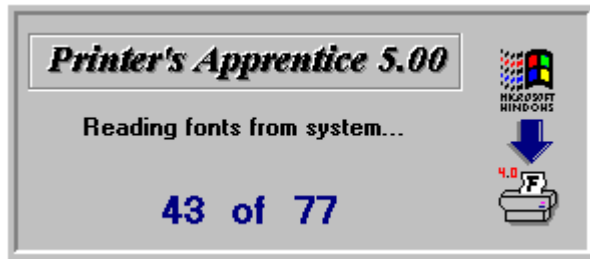 Printer's Apprentice 5.00
Reading fonts from system...
43 of 77
MICROSOFT
WINDOWS
4.0
F